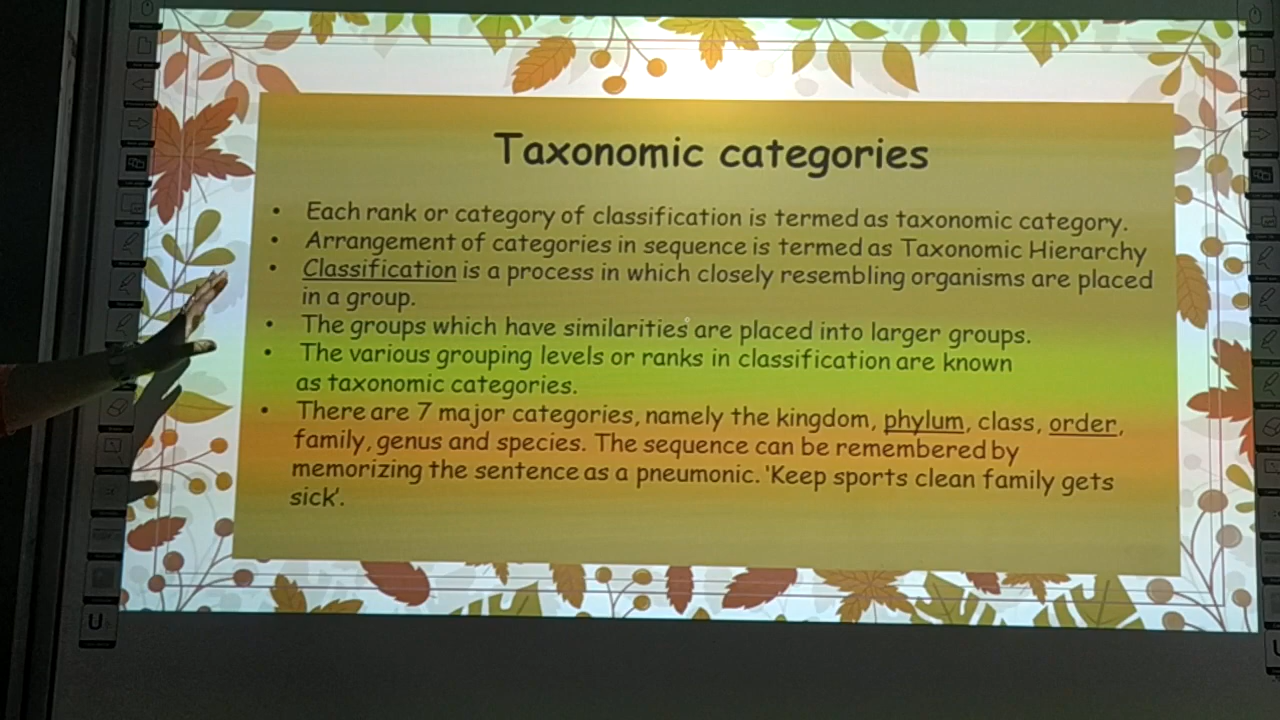 Taxonomic categories
• Each rank or category of classification is termed as taxonomic category.
• Arrangement of categories in sequence is termed as Taxonomic Hierarchy
• Classification is a process in which closely resembling organisms are placed
in a group.
• The groups which have similarities are placed into larger groups.
• The various grouping levels or ranks in classification are known
as taxonomic categories.
• There are 7 major categories, namely the kingdom, phylum, class, order,
family, genus and species. The sequence can be remembered by
memorizing the sentence as a pneumonic. 'Keep sports clean family gets
sick'.